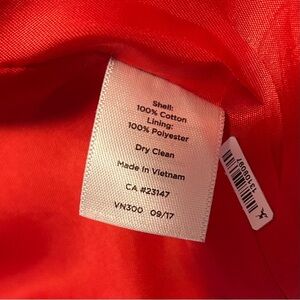 Shell:
100% Cotton
Lining:
100% Polyester
Dry Clean
Made in Vietnam
CA #23147
VN300 09/17